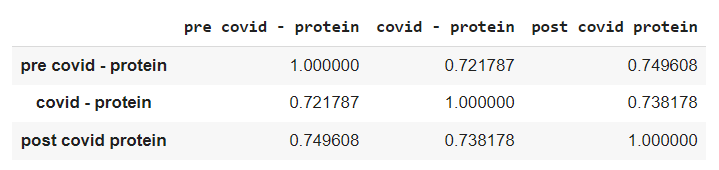 pre covid - protein covid - protein post covid protein
pre covid - protein 1.000000 0.721787 0.749608
covid - protein 0.721787 1.000000 0.738178
post covid protein 0.749608 0.738178 1.000000